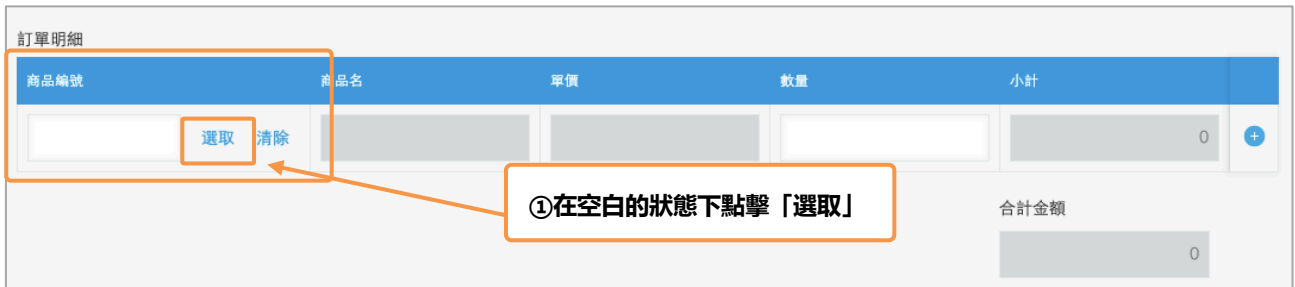 訂單明細
商品編號 商品名 單價 數量 小計
選取 清除 0
①在空白的狀態下點擊「選取」
合計金額
0